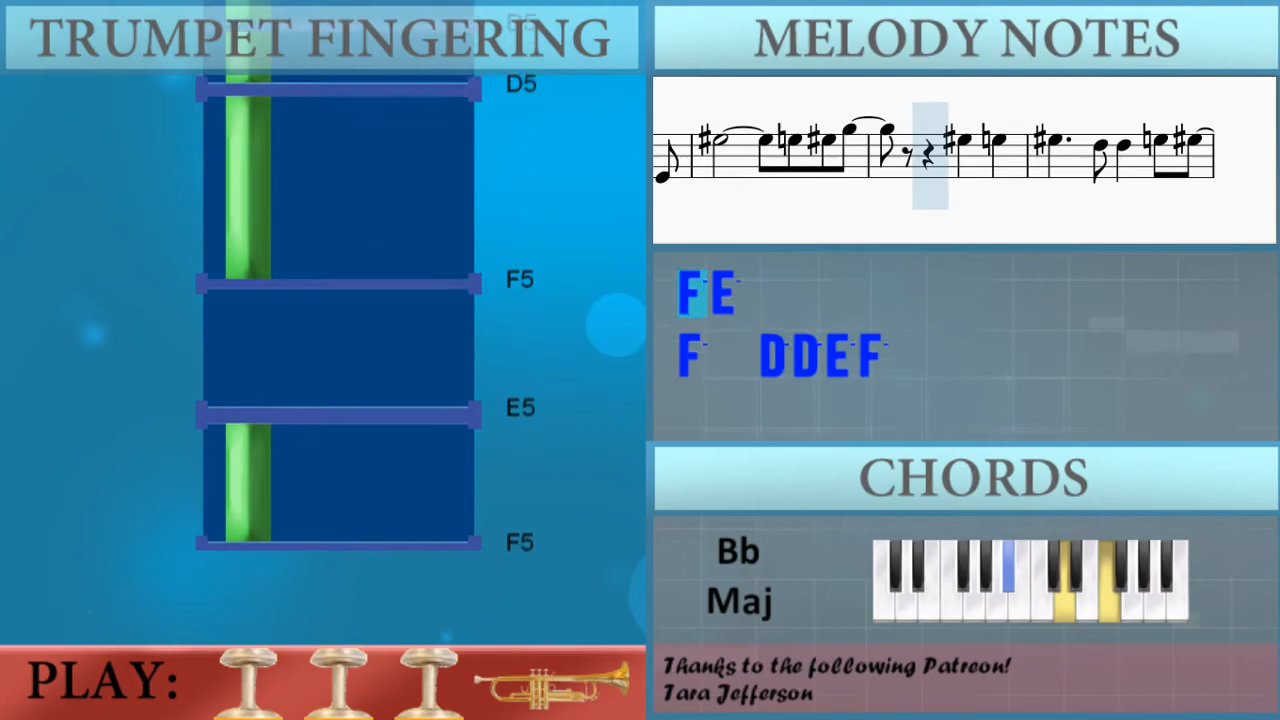 TRUMPET FINGERING
D5
F5
E5
F5
PLAY:
MELODY NOTES
F E
F D D E F
CHORDS
Bb
Maj
Thanks to the following Patreon!
Tara Jefferson